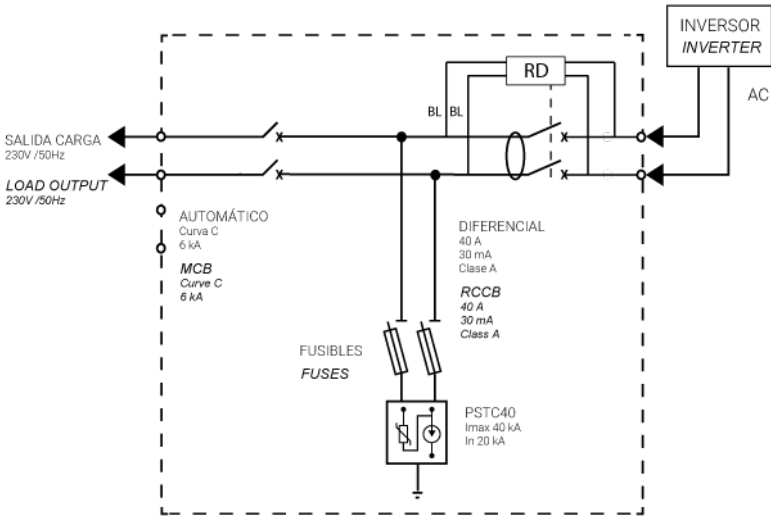 INVERSOR
INVERTER
RD
AC
BL BL
SALIDA CARGA
230V /50Hz
LOAD OUTPUT
230V /50Hz
AUTOMÁTICO
Curva C
6 kA
MCB
Curve C
6 kA
DIFERENCIAL
40 A
30 mA
Clase A
RCCB
40 A
30 mA
Class A
FUSIBLES
FUSES
PSTC40
Imax 40 kA
In 20 kA